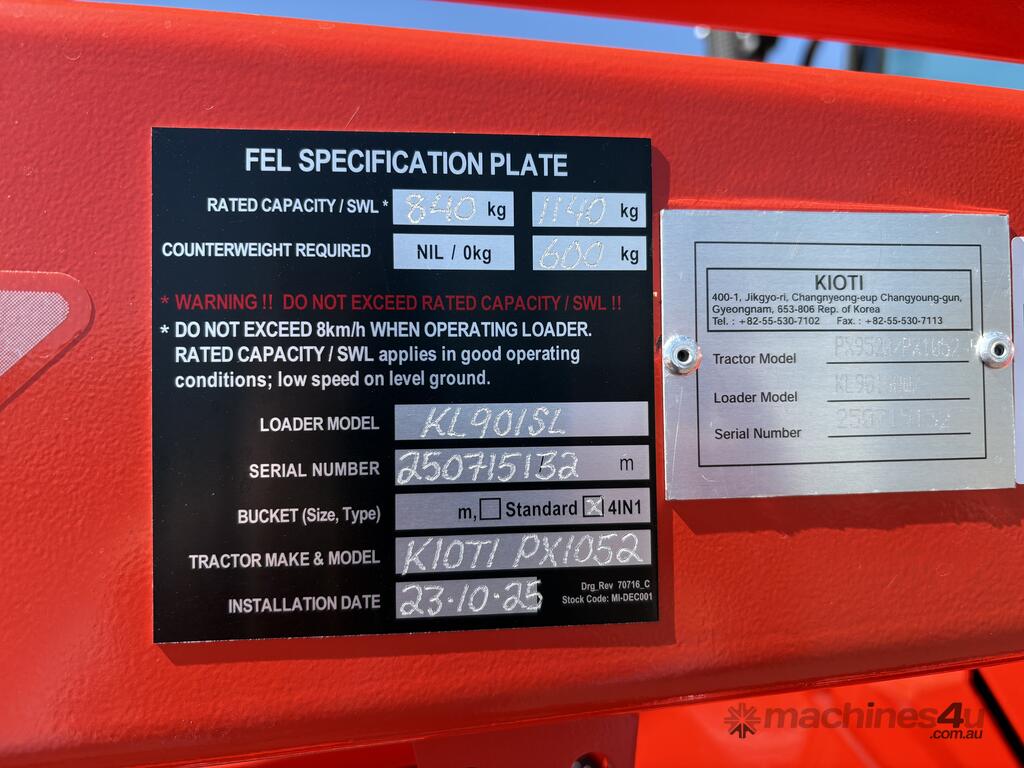 FEL SPECIFICATION PLATE
RATED CAPACITY / SWL * 840 kg 1140 kg
COUNTERWEIGHT REQUIRED NIL / 0kg 600 kg
* WARNING !! DO NOT EXCEED RATED CAPACITY / SWL !!
* DO NOT EXCEED 8km/h WHEN OPERATING LOADER.
RATED CAPACITY / SWL applies in good operating
conditions; low speed on level ground.
LOADER MODEL KL901SL
SERIAL NUMBER 250715132 m
BUCKET (Size, Type) m, Standard 4IN1
TRACTOR MAKE & MODEL KIOTI PX1052
INSTALLATION DATE 23·10·25
Drg_Rev 70716_C
Stock Code: MI-DEC001
KIOTI
400-1, Jikgyo-ri, Changnyeong-eup Changyoung-gun,
Gyeongnam, 653-806 Rep. of Korea
Tel. : +82-55-530-7102 Fax. : +82-55-530-7113
Tractor Model
Loader Model
Serial Number
machines4u
.com.au